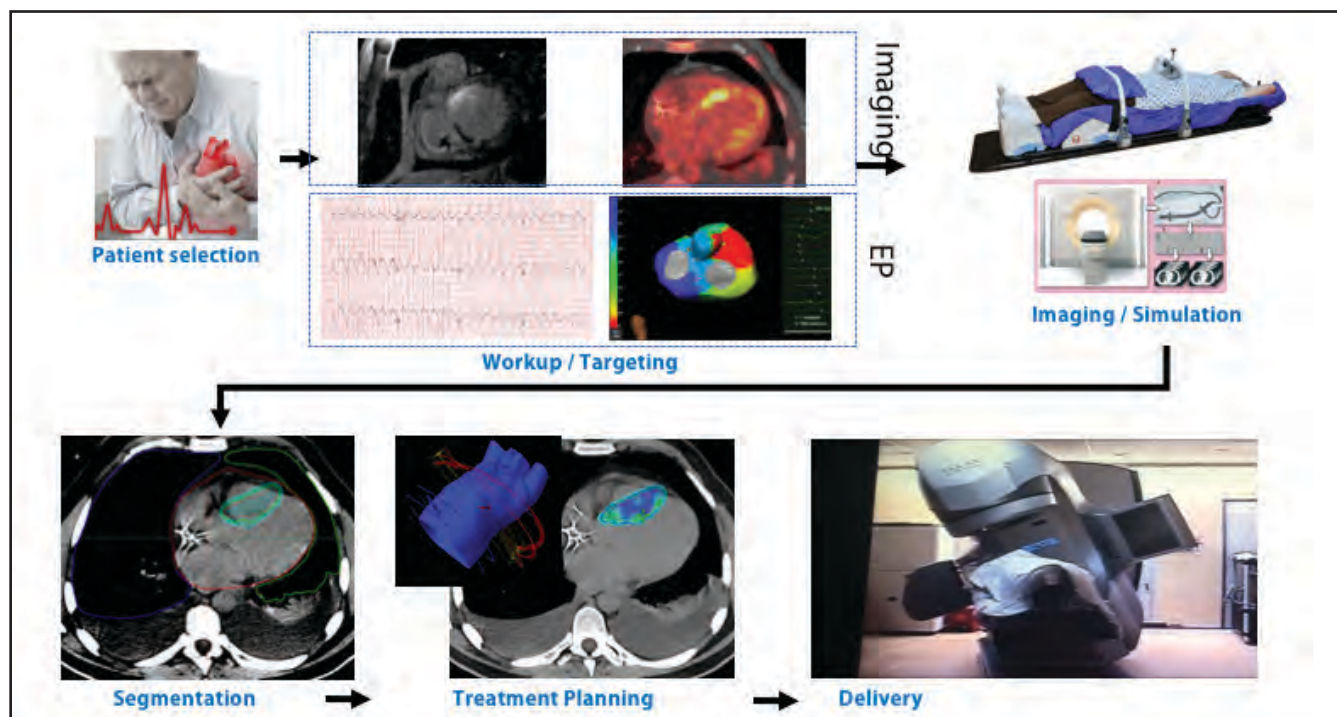 Imaging
Patient selection
EP
Imaging / Simulation
Workup / Targeting
Segmentation
Treatment Planning
Delivery